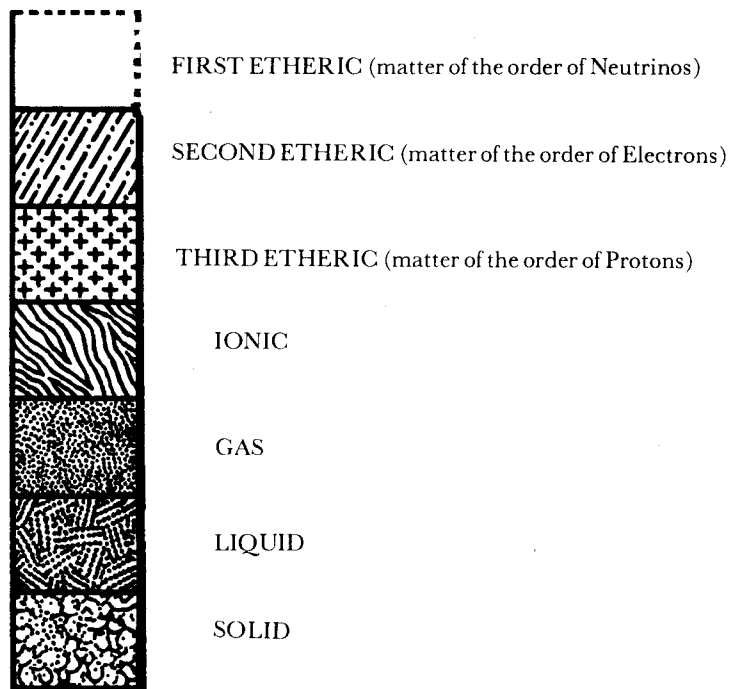 FIRST ETHERIC (matter of the order of Neutrinos)
SECOND ETHERIC (matter of the order of Electrons)
THIRD ETHERIC (matter of the order of Protons)
IONIC
GAS
LIQUID
SOLID